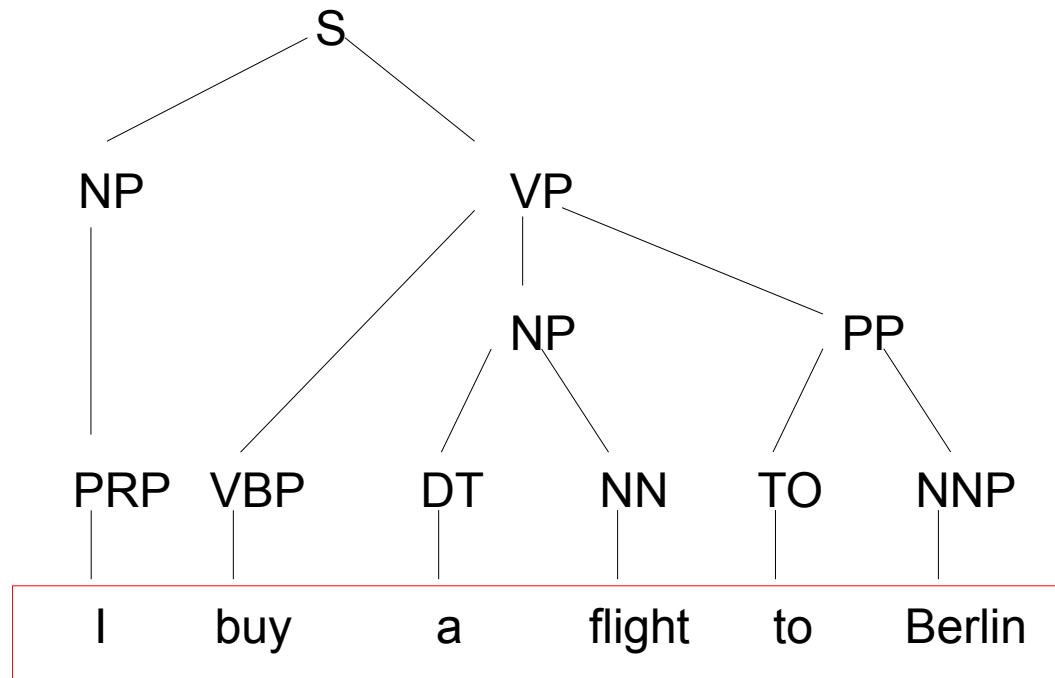 S
NP VP
NP PP
PRP VBP DT NN TO NNP
I buy a flight to Berlin